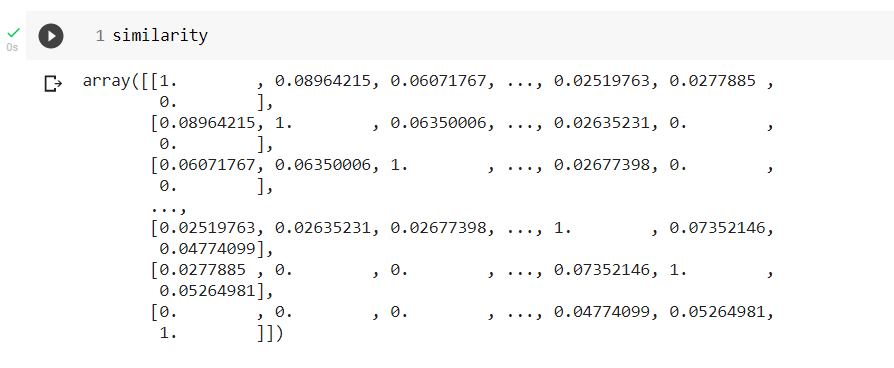 1 similarity
0s
array([[1.        , 0.08964215, 0.06071767, ..., 0.02519763, 0.0277885 ,
        0.        ],
       [0.08964215, 1.        , 0.06350006, ..., 0.02635231, 0.        ,
        0.        ],
       [0.06071767, 0.06350006, 1.        , ..., 0.02677398, 0.        ,
        0.        ],
       ...,
       [0.02519763, 0.02635231, 0.02677398, ..., 1.        , 0.07352146,
        0.04774099],
       [0.0277885 , 0.        , 0.        , ..., 0.07352146, 1.        ,
        0.05264981],
       [0.        , 0.        , 0.        , ..., 0.04774099, 0.05264981,
        1.        ]])